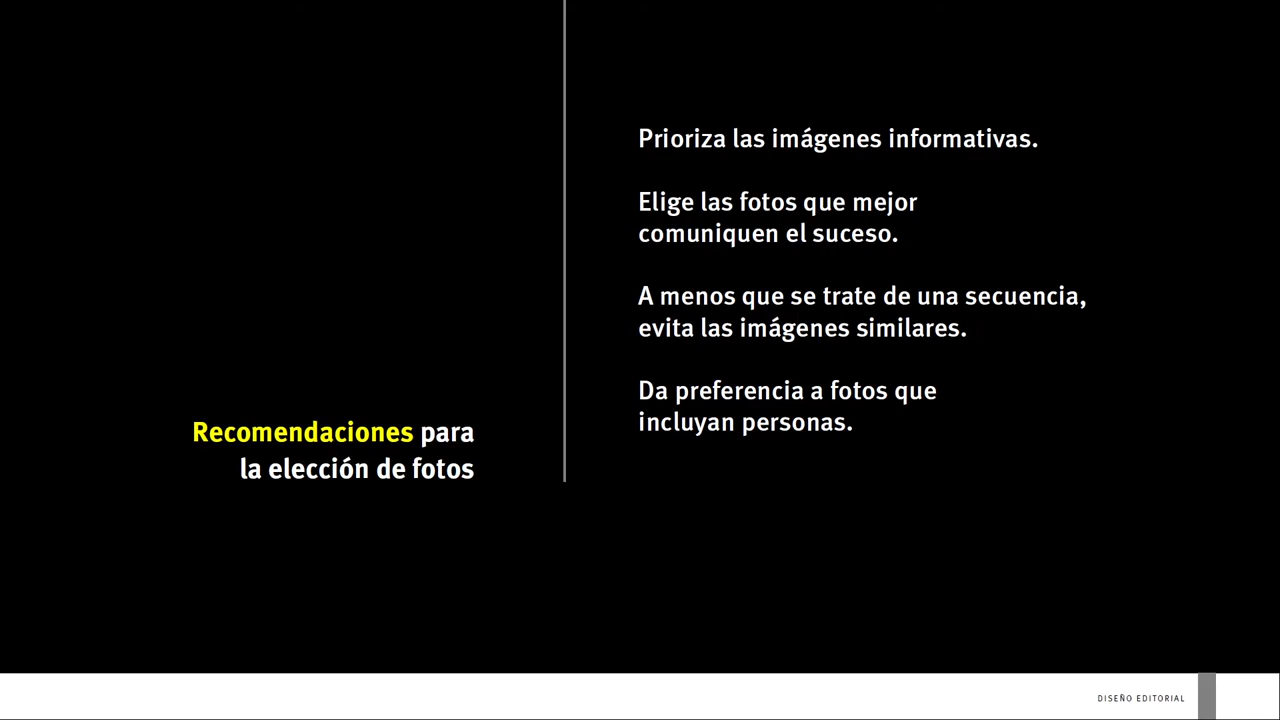 Recomendaciones para
la elección de fotos
Prioriza las imágenes informativas.
Elige las fotos que mejor
comuniquen el suceso.
A menos que se trate de una secuencia,
evita las imágenes similares.
Da preferencia a fotos que
incluyan personas.
DISEÑO EDITORIAL